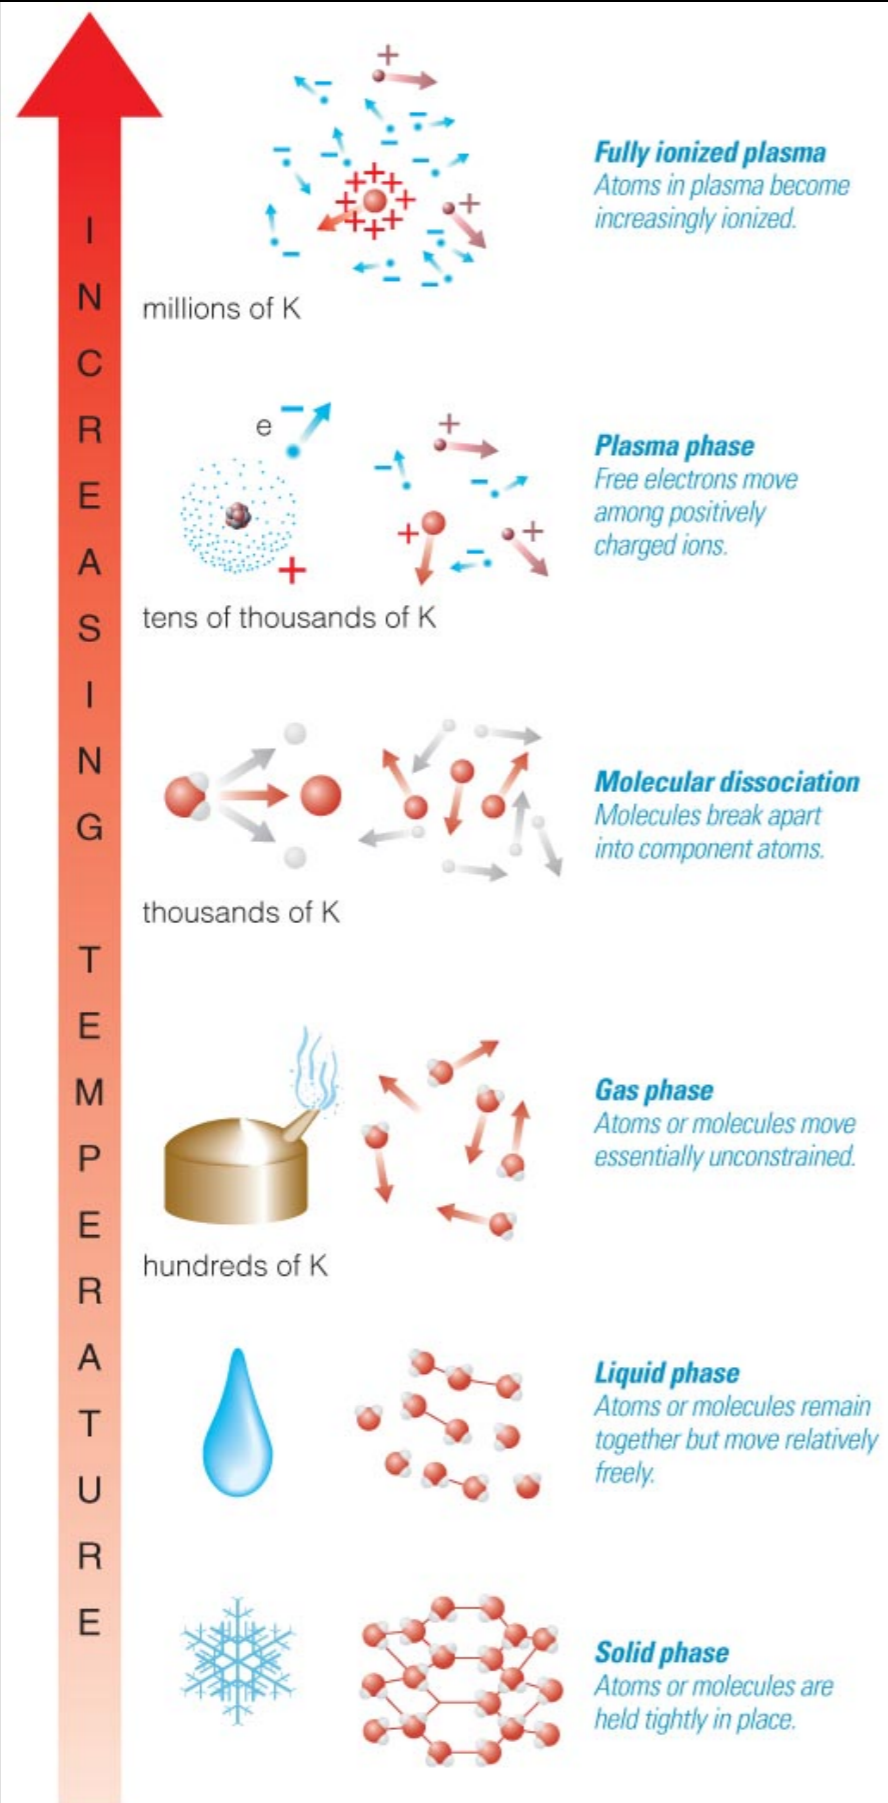 INCREASING TEMPERATURE
+
Fully ionized plasma
Atoms in plasma become
increasingly ionized.
millions of K
e
−
+
Plasma phase
Free electrons move
among positively
charged ions.
tens of thousands of K
Molecular dissociation
Molecules break apart
into component atoms.
thousands of K
Gas phase
Atoms or molecules move
essentially unconstrained.
hundreds of K
Liquid phase
Atoms or molecules remain
together but move relatively
freely.
Solid phase
Atoms or molecules are
held tightly in place.